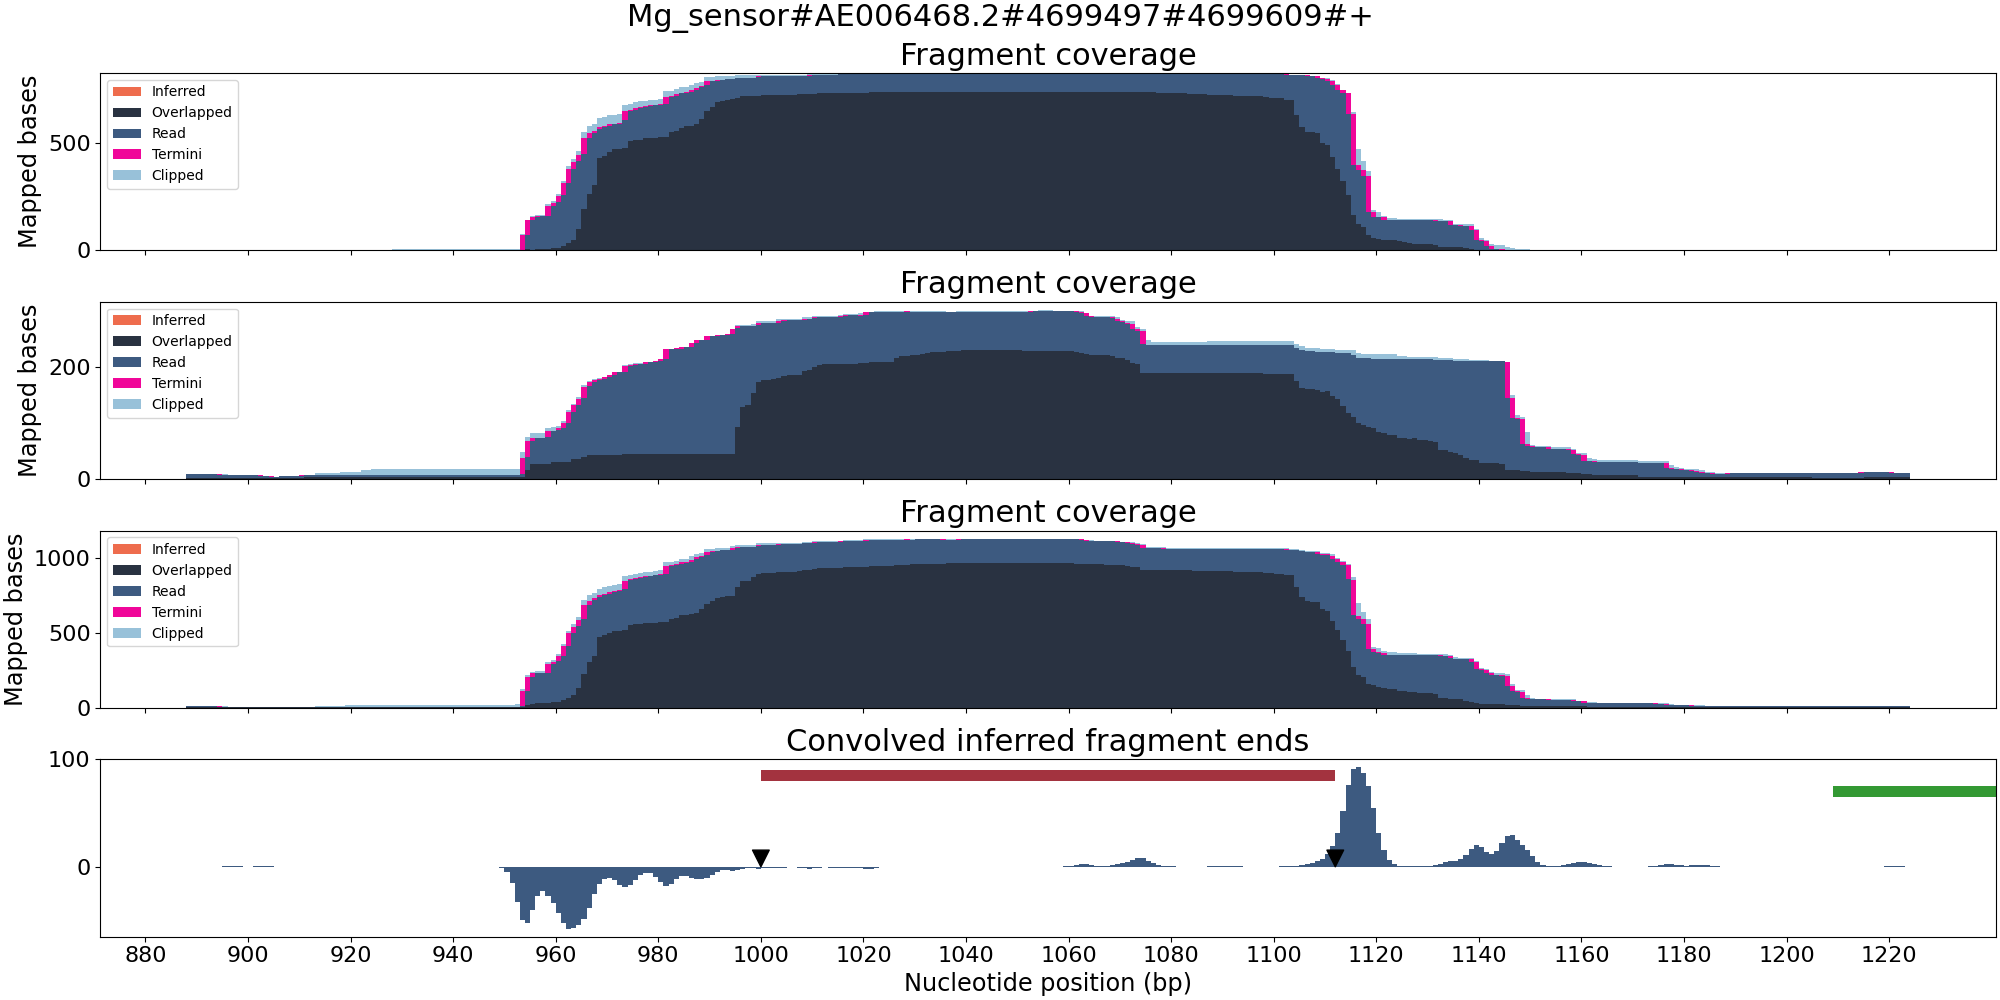 Mg_sensor#AE006468.2#4699497#4699609#+
Fragment coverage
Mapped bases
500
0
Inferred
Overlapped
Read
Termini
Clipped
Fragment coverage
Mapped bases
200
0
Inferred
Overlapped
Read
Termini
Clipped
Fragment coverage
Mapped bases
1000
500
0
Inferred
Overlapped
Read
Termini
Clipped
Convolved inferred fragment ends
100
0
880 900 920 940 960 980 1000 1020 1040 1060 1080 1100 1120 1140 1160 1180 1200 1220
Nucleotide position (bp)